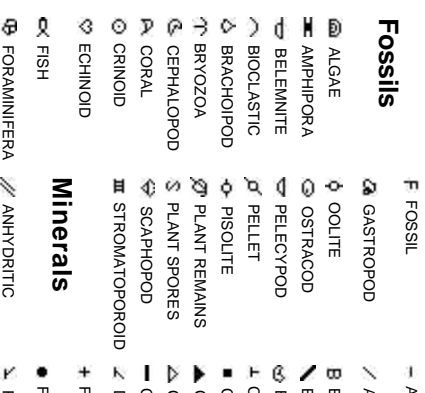 Fossils
ALGAE
AMPHIPORA
BELEMNITE
BIOCLASTIC
BRACHOIPOD
BRYOZOA
CEPHALOPOD
CORAL
CRINOID
ECHINOID
FISH
FORAMINIFERA
F FOSSIL
GASTROPOD
OOLITE
OSTRACOD
PELECYPOD
PELLET
PISOLITE
PLANT REMAINS
PLANT SPORES
SCAPHOPOD
STROMATOPOROID
Minerals
ANHYDRITIC